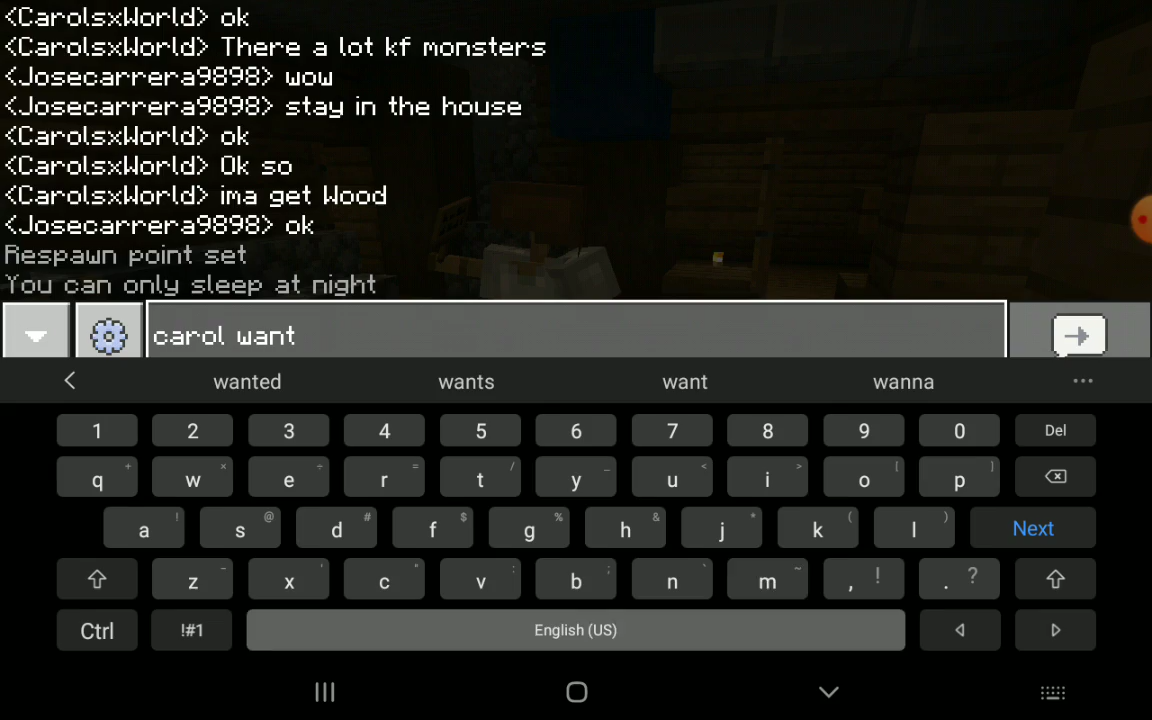 <CarolsxWorld> ok
<CarolsxWorld> There a lot kf monsters
<Josecarrera9898> wow
<Josecarrera9898> stay in the house
<CarolsxWorld> ok
<CarolsxWorld> Ok so
<CarolsxWorld> ima get Wood
<Josecarrera9898> ok
Respawn point set
You can only sleep at night
carol want
wanted wants want wanna ...
1 2 3 4 5 6 7 8 9 0 Del
q + w × e ÷ r = t / y _ u < i > o [ p ]
a ! s @ d # f $ g % h & j * k ( l ) Next
z - x ' c " v : b ; n ` m ~ , ! . ?
Ctrl !#1 English (US)